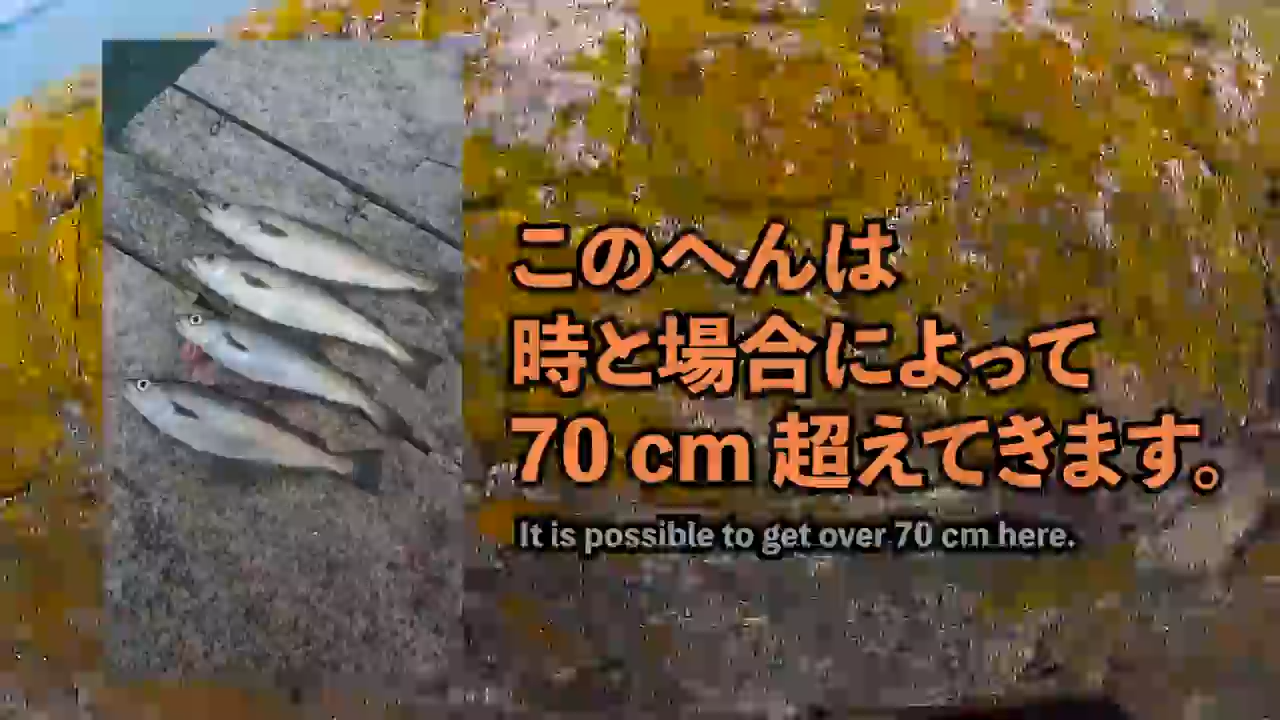 このへんは
時と場合によって
70 cm 超えてきます。
It is possible to get over 70 cm here.